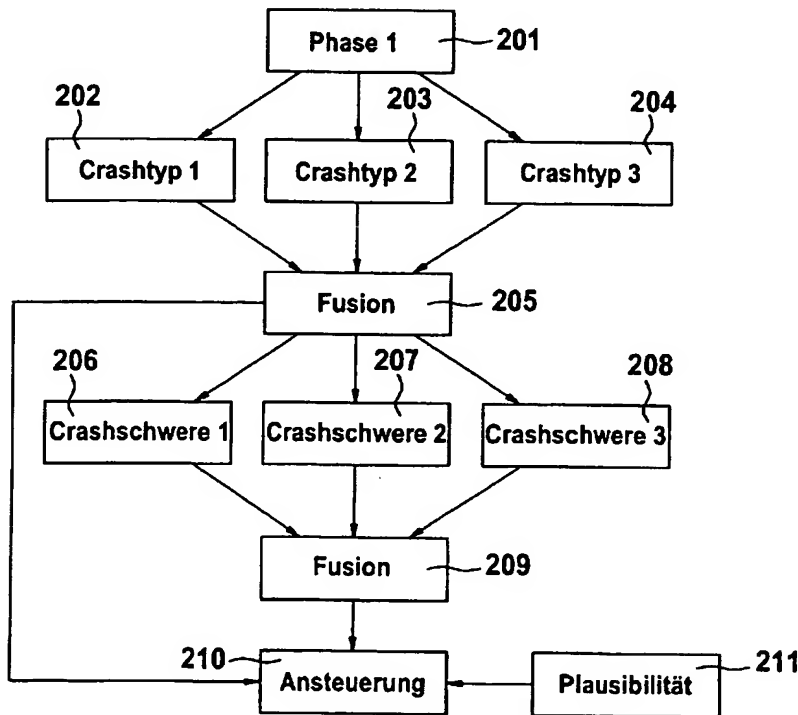 Phase 1
201
202
203
204
Crashtyp 1
Crashtyp 2
Crashtyp 3
Fusion
205
206
207
208
Crashschwere 1
Crashschwere 2
Crashschwere 3
Fusion
209
210
Ansteuerung
Plausibilität
211